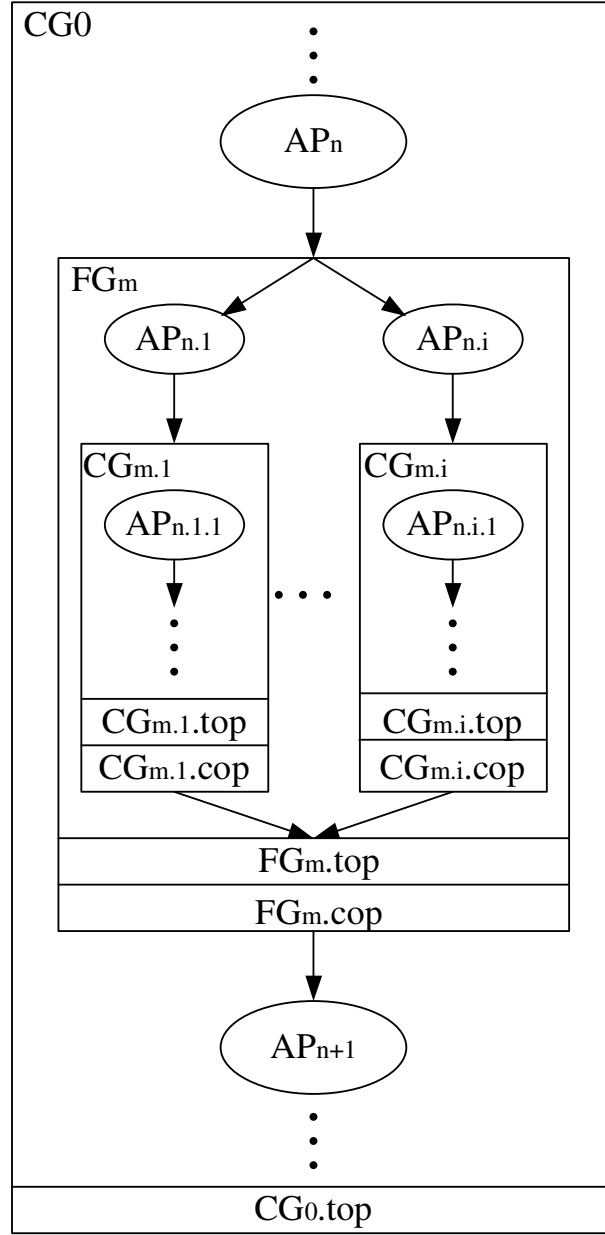 CG0
APn
FGm
APn.1 APn.i
CGm.1 CGm.i
APn.1.1 APn.i.1
CGm.1.top CGm.i.top
CGm.1.cop CGm.i.cop
FGm.top
FGm.cop
APn+1
CG0.top